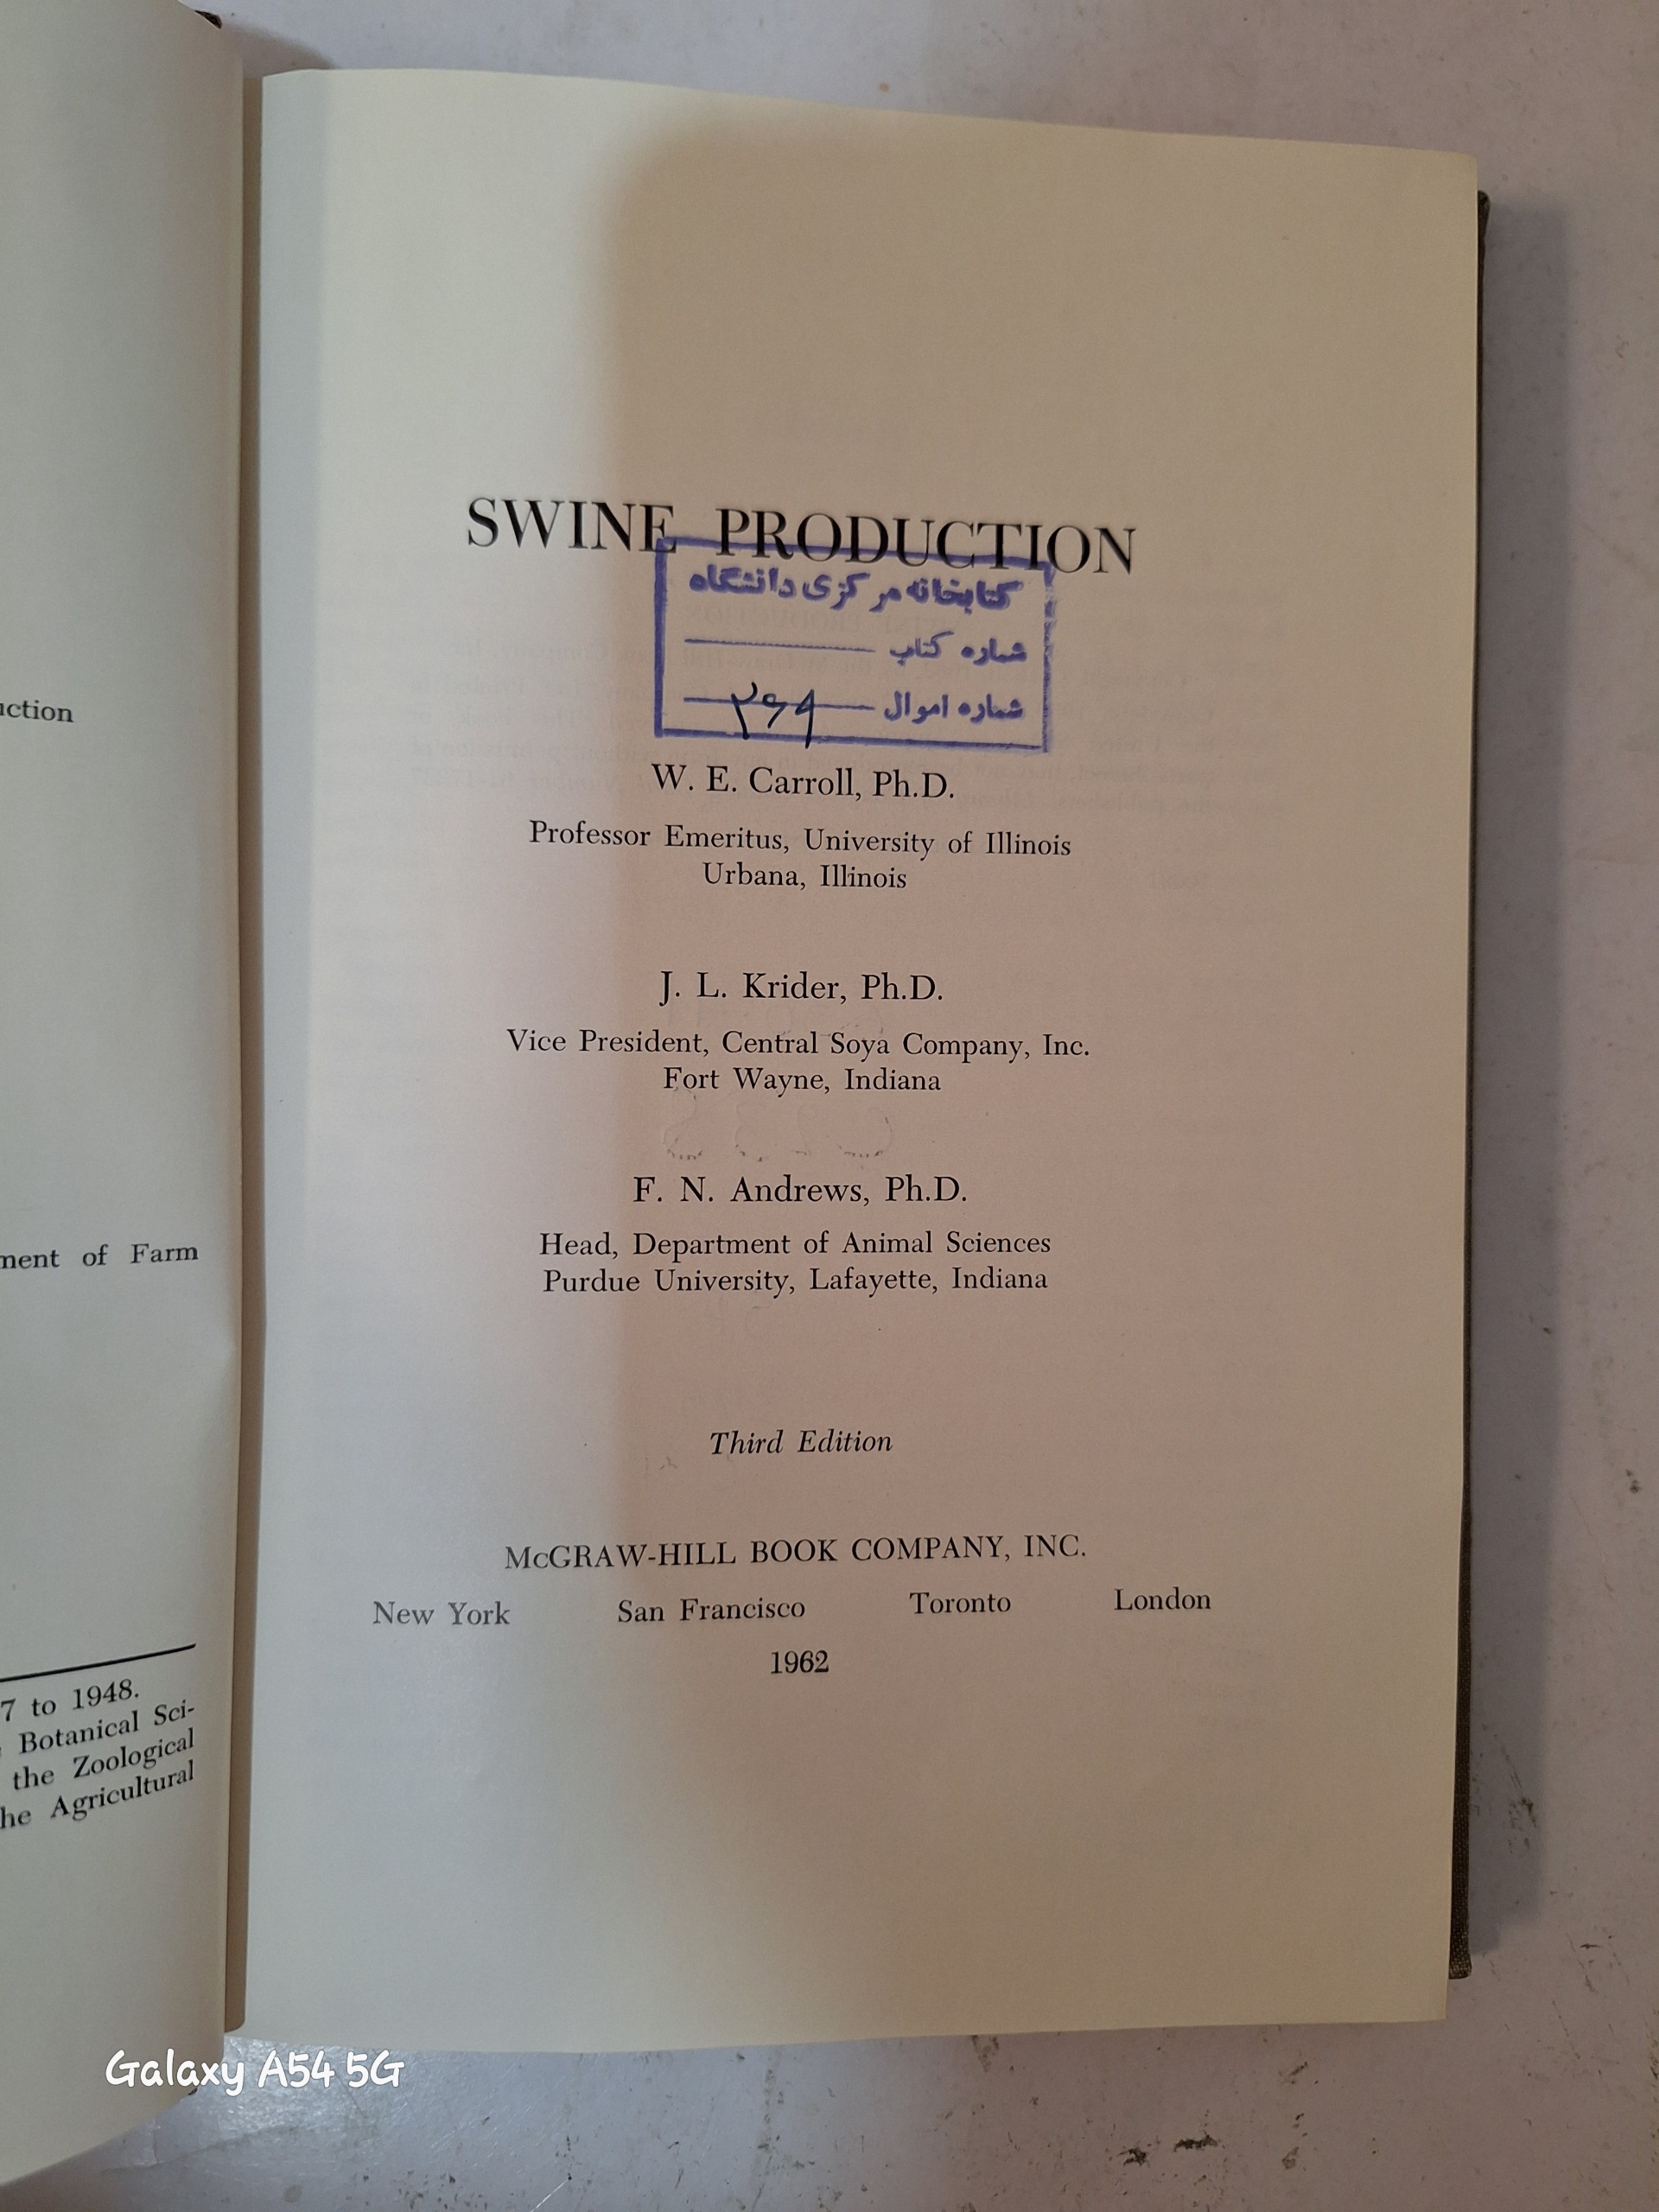 uction
ment of Farm
7 to 1948.
Botanical Sci-
the Zoological
he Agricultural
SWINE PRODUCTION
کتابخانه مرکزی دانشگاه
شماره کتاب
شماره اموال ۲۶۹
W. E. Carroll, Ph.D.
Professor Emeritus, University of Illinois
Urbana, Illinois
J. L. Krider, Ph.D.
Vice President, Central Soya Company, Inc.
Fort Wayne, Indiana
F. N. Andrews, Ph.D.
Head, Department of Animal Sciences
Purdue University, Lafayette, Indiana
Third Edition
McGRAW-HILL BOOK COMPANY, INC.
New York San Francisco Toronto London
1962
Galaxy A54 5G